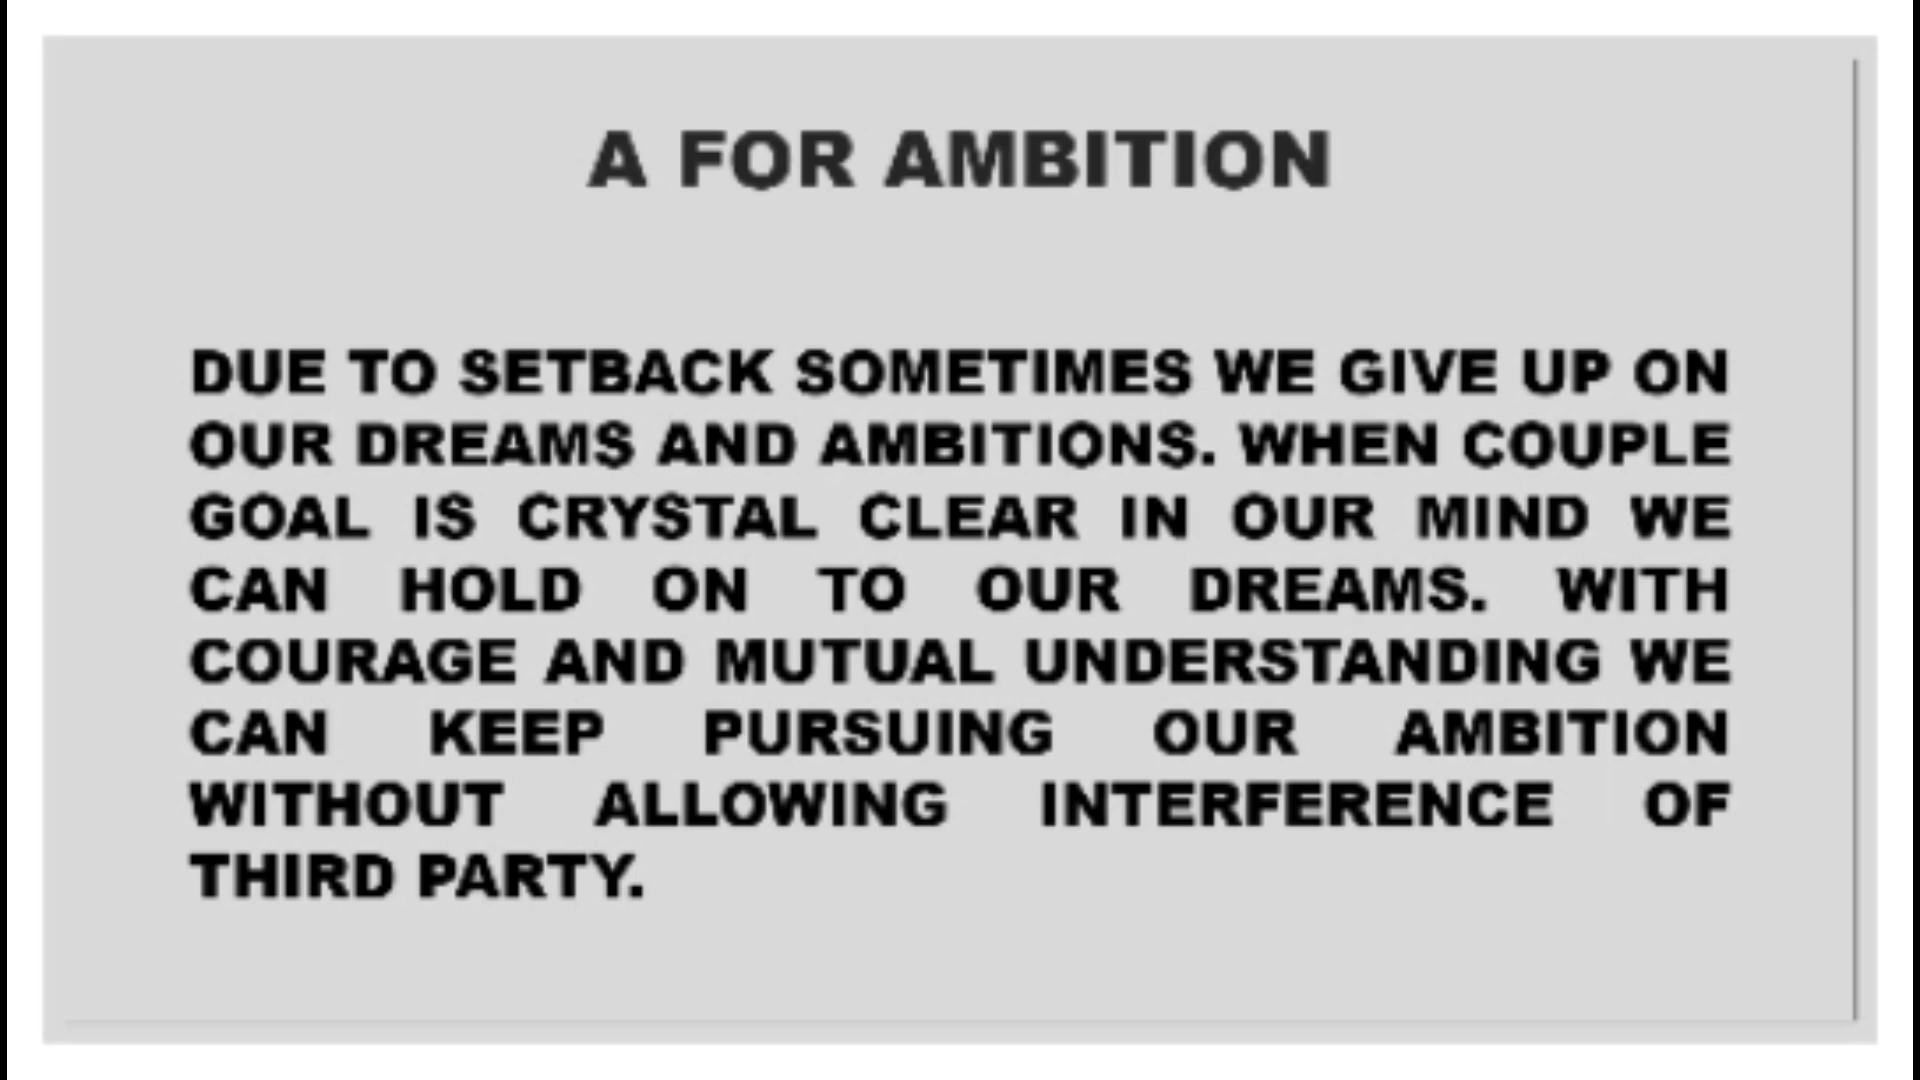 A FOR AMBITION
DUE TO SETBACK SOMETIMES WE GIVE UP ON
OUR DREAMS AND AMBITIONS. WHEN COUPLE
GOAL IS CRYSTAL CLEAR IN OUR MIND WE
CAN HOLD ON TO OUR DREAMS. WITH
COURAGE AND MUTUAL UNDERSTANDING WE
CAN KEEP PURSUING OUR AMBITION
WITHOUT ALLOWING INTERFERENCE OF
THIRD PARTY.